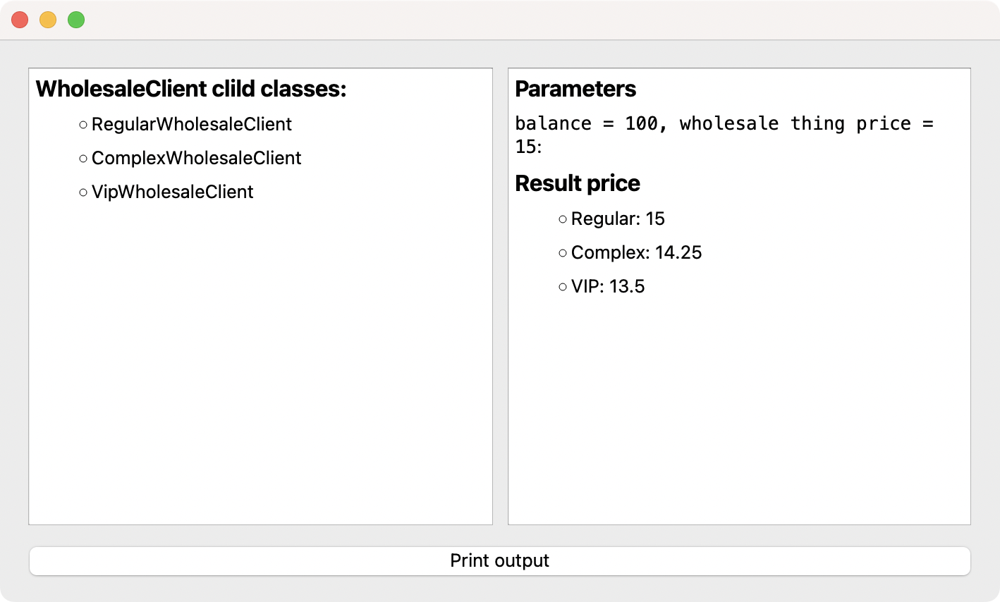 WholesaleClient clild classes:
RegularWholesaleClient
ComplexWholesaleClient
VipWholesaleClient
Parameters
balance = 100, wholesale thing price =
15:
Result price
Regular: 15
Complex: 14.25
VIP: 13.5
Print output